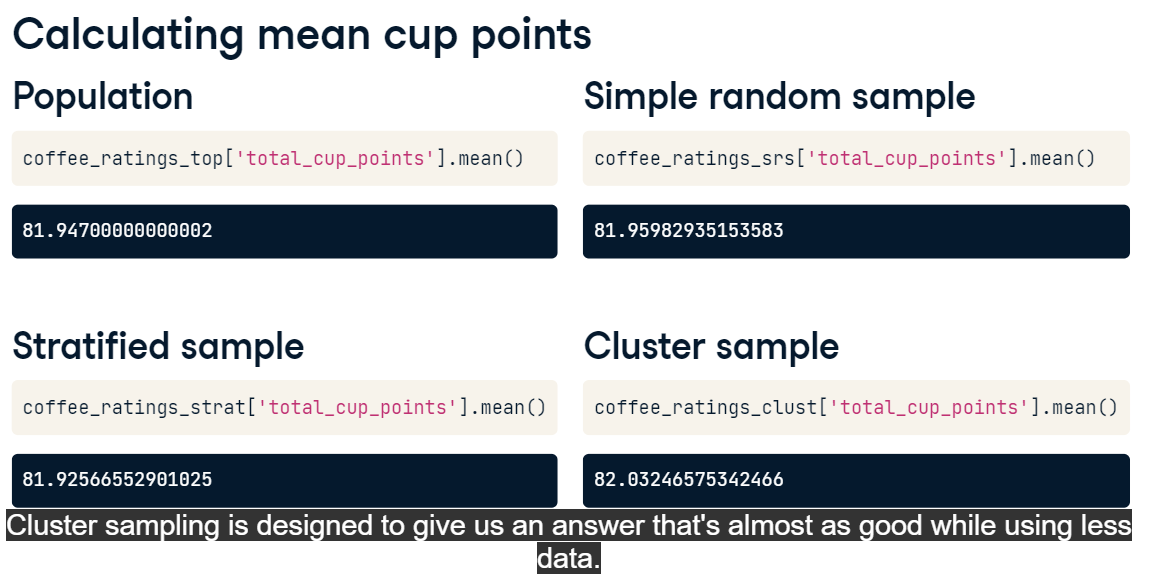 Calculating mean cup points
Population
coffee_ratings_top['total_cup_points'].mean()
81.94700000000002
Simple random sample
coffee_ratings_srs['total_cup_points'].mean()
81.95982935153583
Stratified sample
coffee_ratings_strat['total_cup_points'].mean()
81.92566552901025
Cluster sample
coffee_ratings_clust['total_cup_points'].mean()
82.03246575342466
Cluster sampling is designed to give us an answer that's almost as good while using less
data.